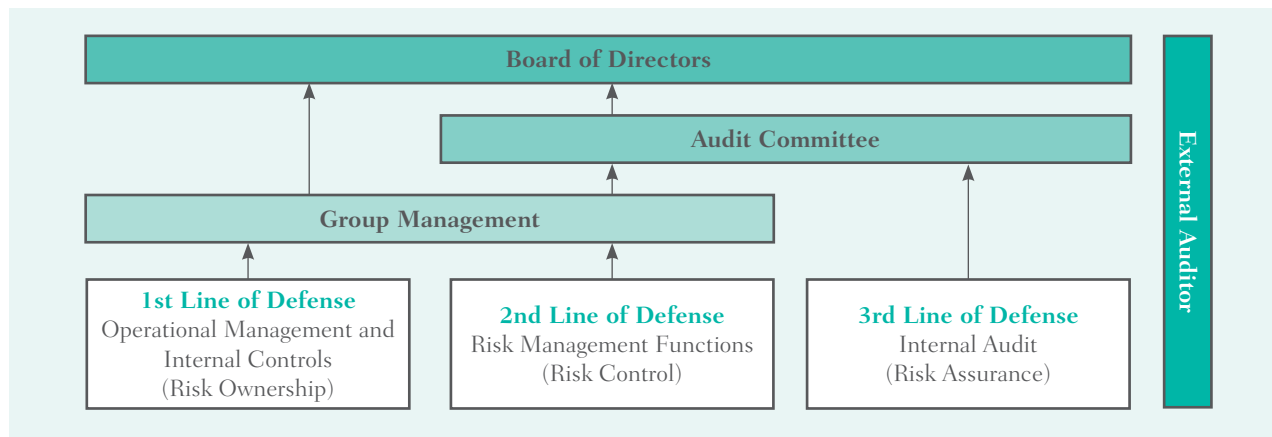 Board of Directors
Audit Committee
Group Management
1st Line of Defense
Operational Management and
Internal Controls
(Risk Ownership)
2nd Line of Defense
Risk Management Functions
(Risk Control)
3rd Line of Defense
Internal Audit
(Risk Assurance)
External Auditor